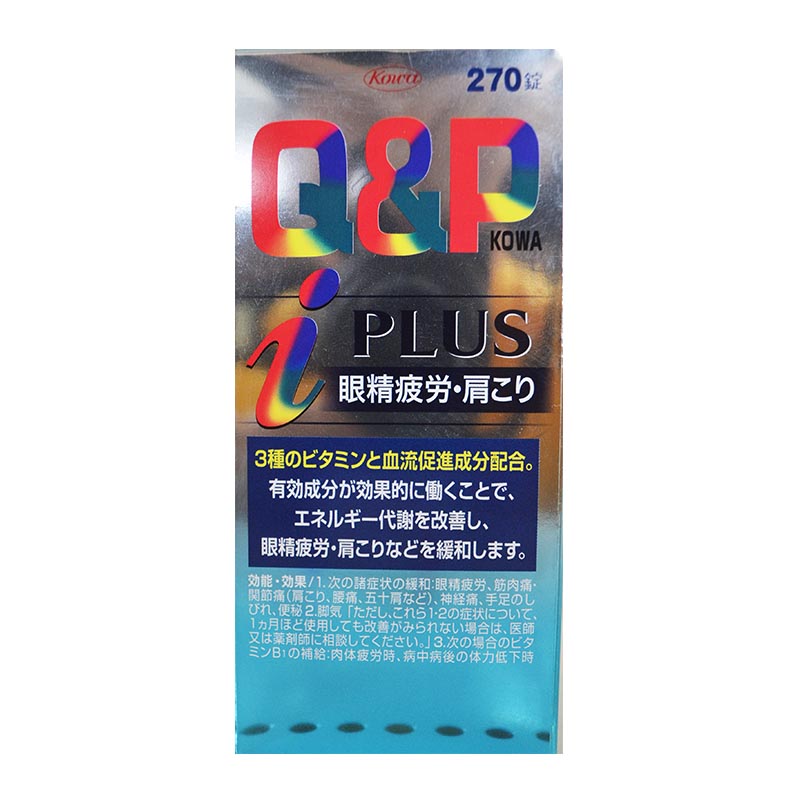 Kowa
270錠
Q&P
KOWA
i PLUS
眼精疲労・肩こり
3種のビタミンと血流促進成分配合。
有効成分が効果的に働くことで、
エネルギー代謝を改善し、
眼精疲労・肩こりなどを緩和します。
効能・効果/1.次の諸症状の緩和:眼精疲労、筋肉痛・
関節痛(肩こり、腰痛、五十肩など)、神経痛、手足のし
びれ、便秘 2.脚気「ただし、これら1・2の症状について、
1ヵ月ほど使用しても改善がみられない場合は、医師
又は薬剤師に相談してください。」3.次の場合のビタ
ミンB1の補給:肉体疲労時、病中病後の体力低下時